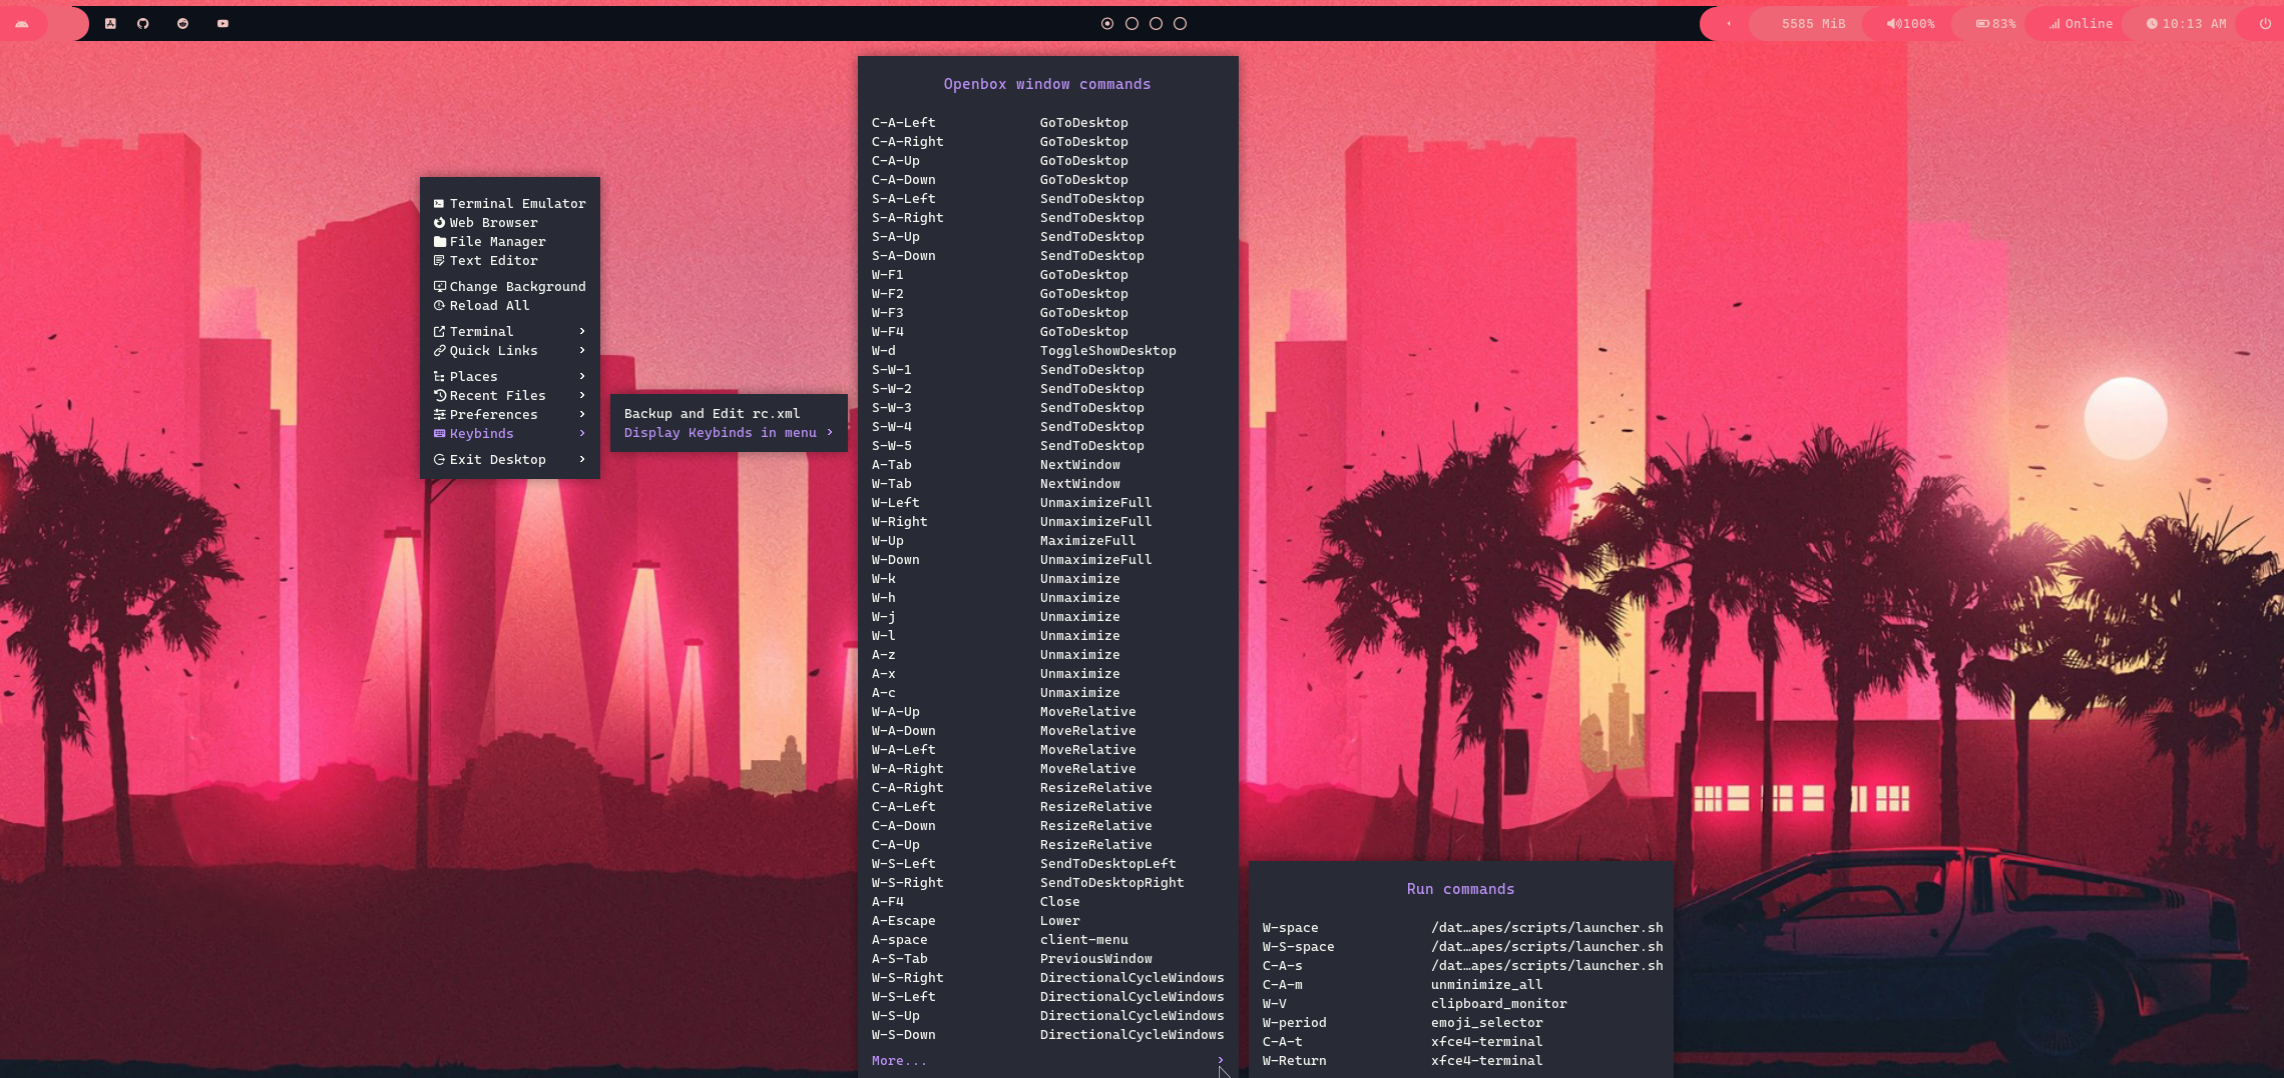 5585 MiB
100%
83%
Online
10:13 AM
Terminal Emulator
Web Browser
File Manager
Text Editor
Change Background
Reload All
Terminal >
Quick Links >
Places >
Recent Files >
Preferences >
Keybinds >
Exit Desktop >
Backup and Edit rc.xml
Display Keybinds in menu >
Openbox window commands
C-A-Left GoToDesktop
C-A-Right GoToDesktop
C-A-Up GoToDesktop
C-A-Down GoToDesktop
S-A-Left SendToDesktop
S-A-Right SendToDesktop
S-A-Up SendToDesktop
S-A-Down SendToDesktop
W-F1 GoToDesktop
W-F2 GoToDesktop
W-F3 GoToDesktop
W-F4 GoToDesktop
W-d ToggleShowDesktop
S-W-1 SendToDesktop
S-W-2 SendToDesktop
S-W-3 SendToDesktop
S-W-4 SendToDesktop
S-W-5 SendToDesktop
A-Tab NextWindow
W-Tab NextWindow
W-Left UnmaximizeFull
W-Right UnmaximizeFull
W-Up MaximizeFull
W-Down UnmaximizeFull
W-k Unmaximize
W-h Unmaximize
W-j Unmaximize
W-l Unmaximize
A-z Unmaximize
A-x Unmaximize
A-c Unmaximize
W-A-Up MoveRelative
W-A-Down MoveRelative
W-A-Left MoveRelative
W-A-Right MoveRelative
C-A-Right ResizeRelative
C-A-Left ResizeRelative
C-A-Down ResizeRelative
C-A-Up ResizeRelative
W-S-Left SendToDesktopLeft
W-S-Right SendToDesktopRight
A-F4 Close
A-Escape Lower
A-space client-menu
A-S-Tab PreviousWindow
W-S-Right DirectionalCycleWindows
W-S-Left DirectionalCycleWindows
W-S-Up DirectionalCycleWindows
W-S-Down DirectionalCycleWindows
More... >
Run commands
W-space /dat…apes/scripts/launcher.sh
W-S-space /dat…apes/scripts/launcher.sh
C-A-s /dat…apes/scripts/launcher.sh
C-A-m unminimize_all
W-V clipboard_monitor
W-period emoji_selector
C-A-t xfce4-terminal
W-Return xfce4-terminal